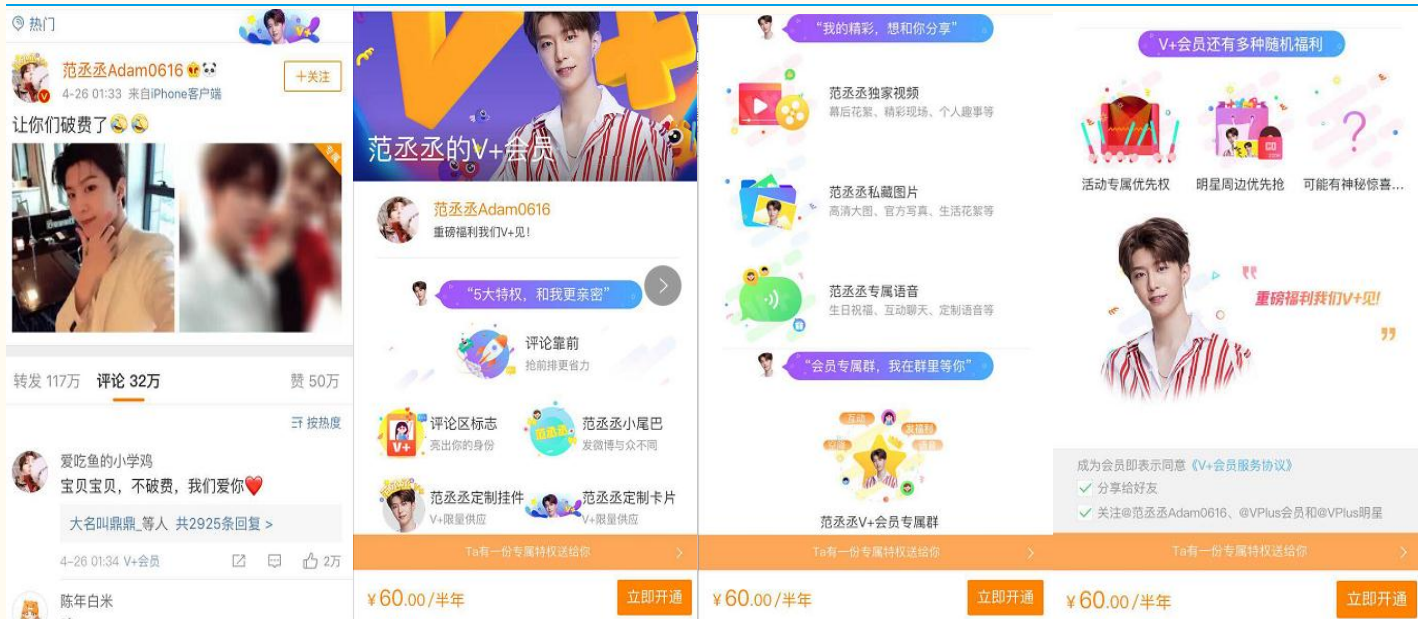 热门
V+
范丞丞Adam0616
4-26 01:33 来自iPhone客户端
+关注
让你们破费了
专属
转发 117万 评论 32万 赞 50万
按热度
爱吃鱼的小学鸡
宝贝宝贝，不破费，我们爱你
大名叫鼎鼎_等人 共2925条回复 >
4-26 01:34 V+会员
2万
陈年白米
范丞丞的V+会员
范丞丞Adam0616
重磅福利我们V+见！
“5大特权，和我更亲密”
评论靠前
抢前排更省力
V+
评论区标志
亮出你的身份
范丞丞
范丞丞小尾巴
发微博与众不同
范丞丞定制挂件
V+限量供应
范丞丞定制卡片
V+限量供应
Ta有一份专属特权送给你
¥60.00/半年
立即开通
“我的精彩，想和你分享”
范丞丞独家视频
幕后花絮、精彩现场、个人趣事等
范丞丞私藏图片
高清大图、官方写真、生活花絮等
范丞丞专属语音
生日祝福、互动聊天、定制语音等
“会员专属群，我在群里等你”
互动
发福利
范丞丞V+会员专属群
Ta有一份专属特权送给你
¥60.00/半年
立即开通
V+会员还有多种随机福利
活动专属优先权
明星周边优先抢
可能有神秘惊喜...
重磅福利我们V+见!
成为会员即表示同意《V+会员服务协议》
分享给好友
关注@范丞丞Adam0616、@VPlus会员和@VPlus明星
Ta有一份专属特权送给你
¥60.00/半年
立即开通